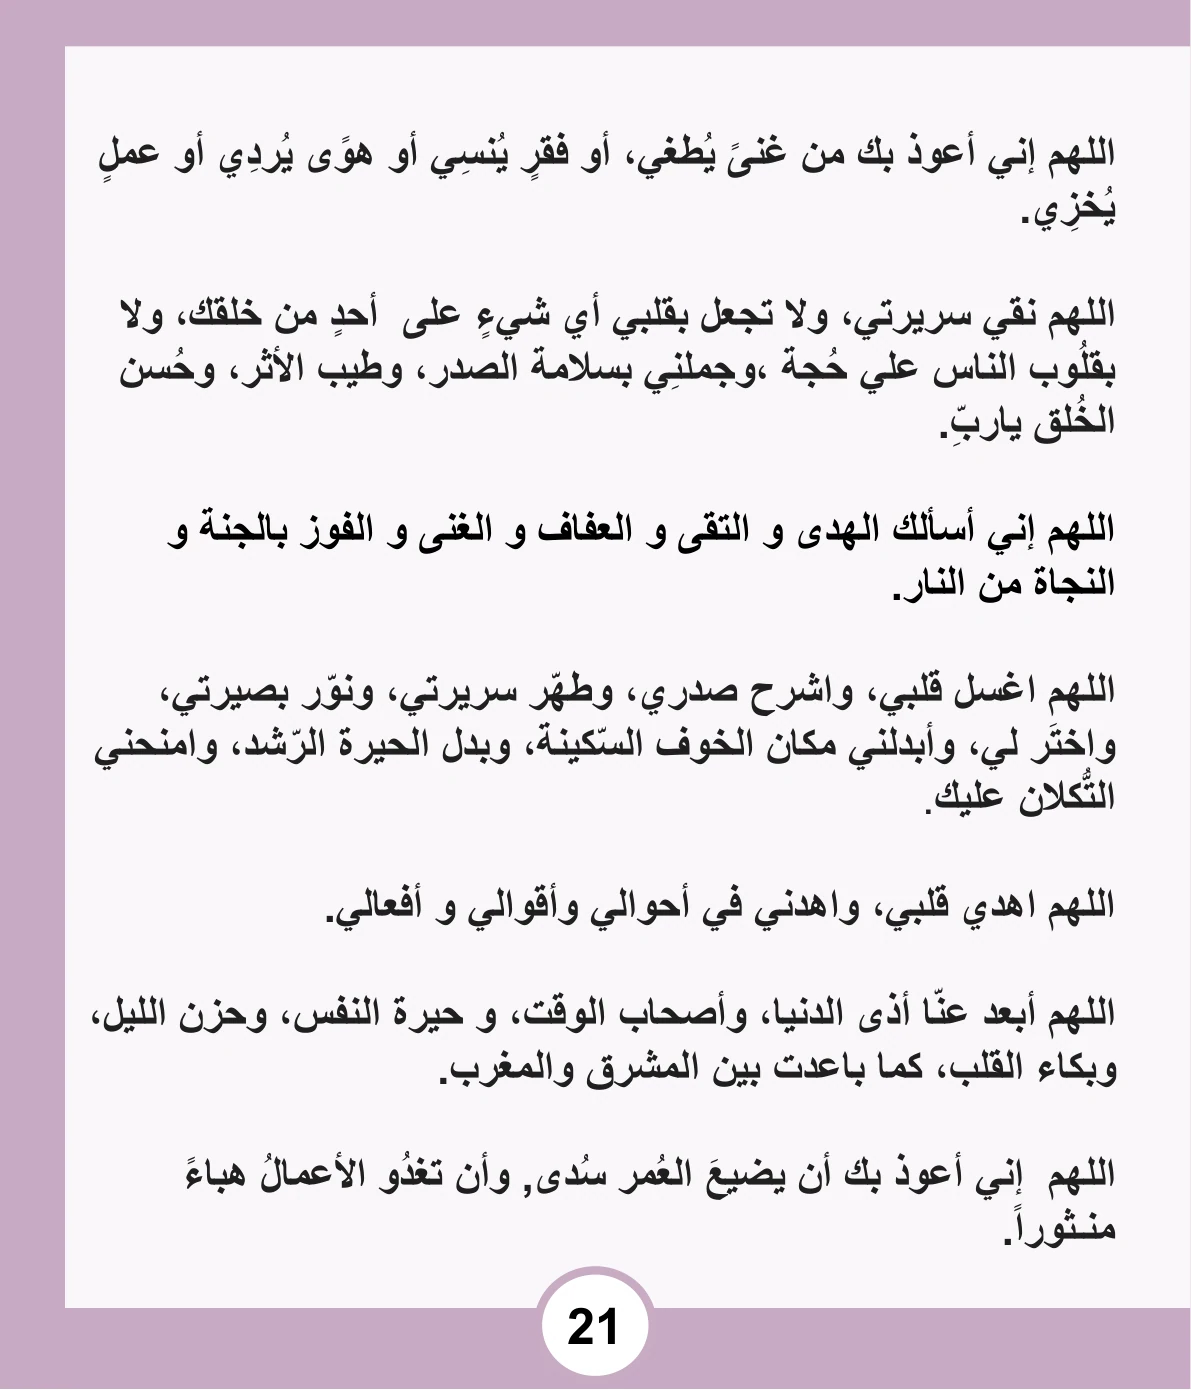 اللهم إني أعوذ بك من غنىً يُطغي، أو فقرٍ يُنسِي أو هوًى يُردِي أو عملٍ
يُخزِي.
اللهم نقي سريرتي، ولا تجعل بقلبي أي شيءٍ على أحدٍ من خلقك، ولا
بقلُوب الناس علي حُجة ،وجملنِي بسلامة الصدر، وطيب الأثر، وحُسن
الخُلق ياربِّ.
اللهم إني أسألك الهدى و التقى و العفاف و الغنى و الفوز بالجنة و
النجاة من النار.
اللهم اغسل قلبي، واشرح صدري، وطهّر سريرتي، ونوّر بصيرتي،
واختَر لي، وأبدلني مكان الخوف السّكينة، وبدل الحيرة الرّشد، وامنحني
التُّكلان عليك.
اللهم اهدي قلبي، واهدني في أحوالي وأقوالي و أفعالي.
اللهم أبعد عنّا أذى الدنيا، وأصحاب الوقت، و حيرة النفس، وحزن الليل،
وبكاء القلب، كما باعدت بين المشرق والمغرب.
اللهم إني أعوذ بك أن يضيعَ العُمر سُدى, وأن تغدُو الأعمالُ هباءً
منـثوراً.
21